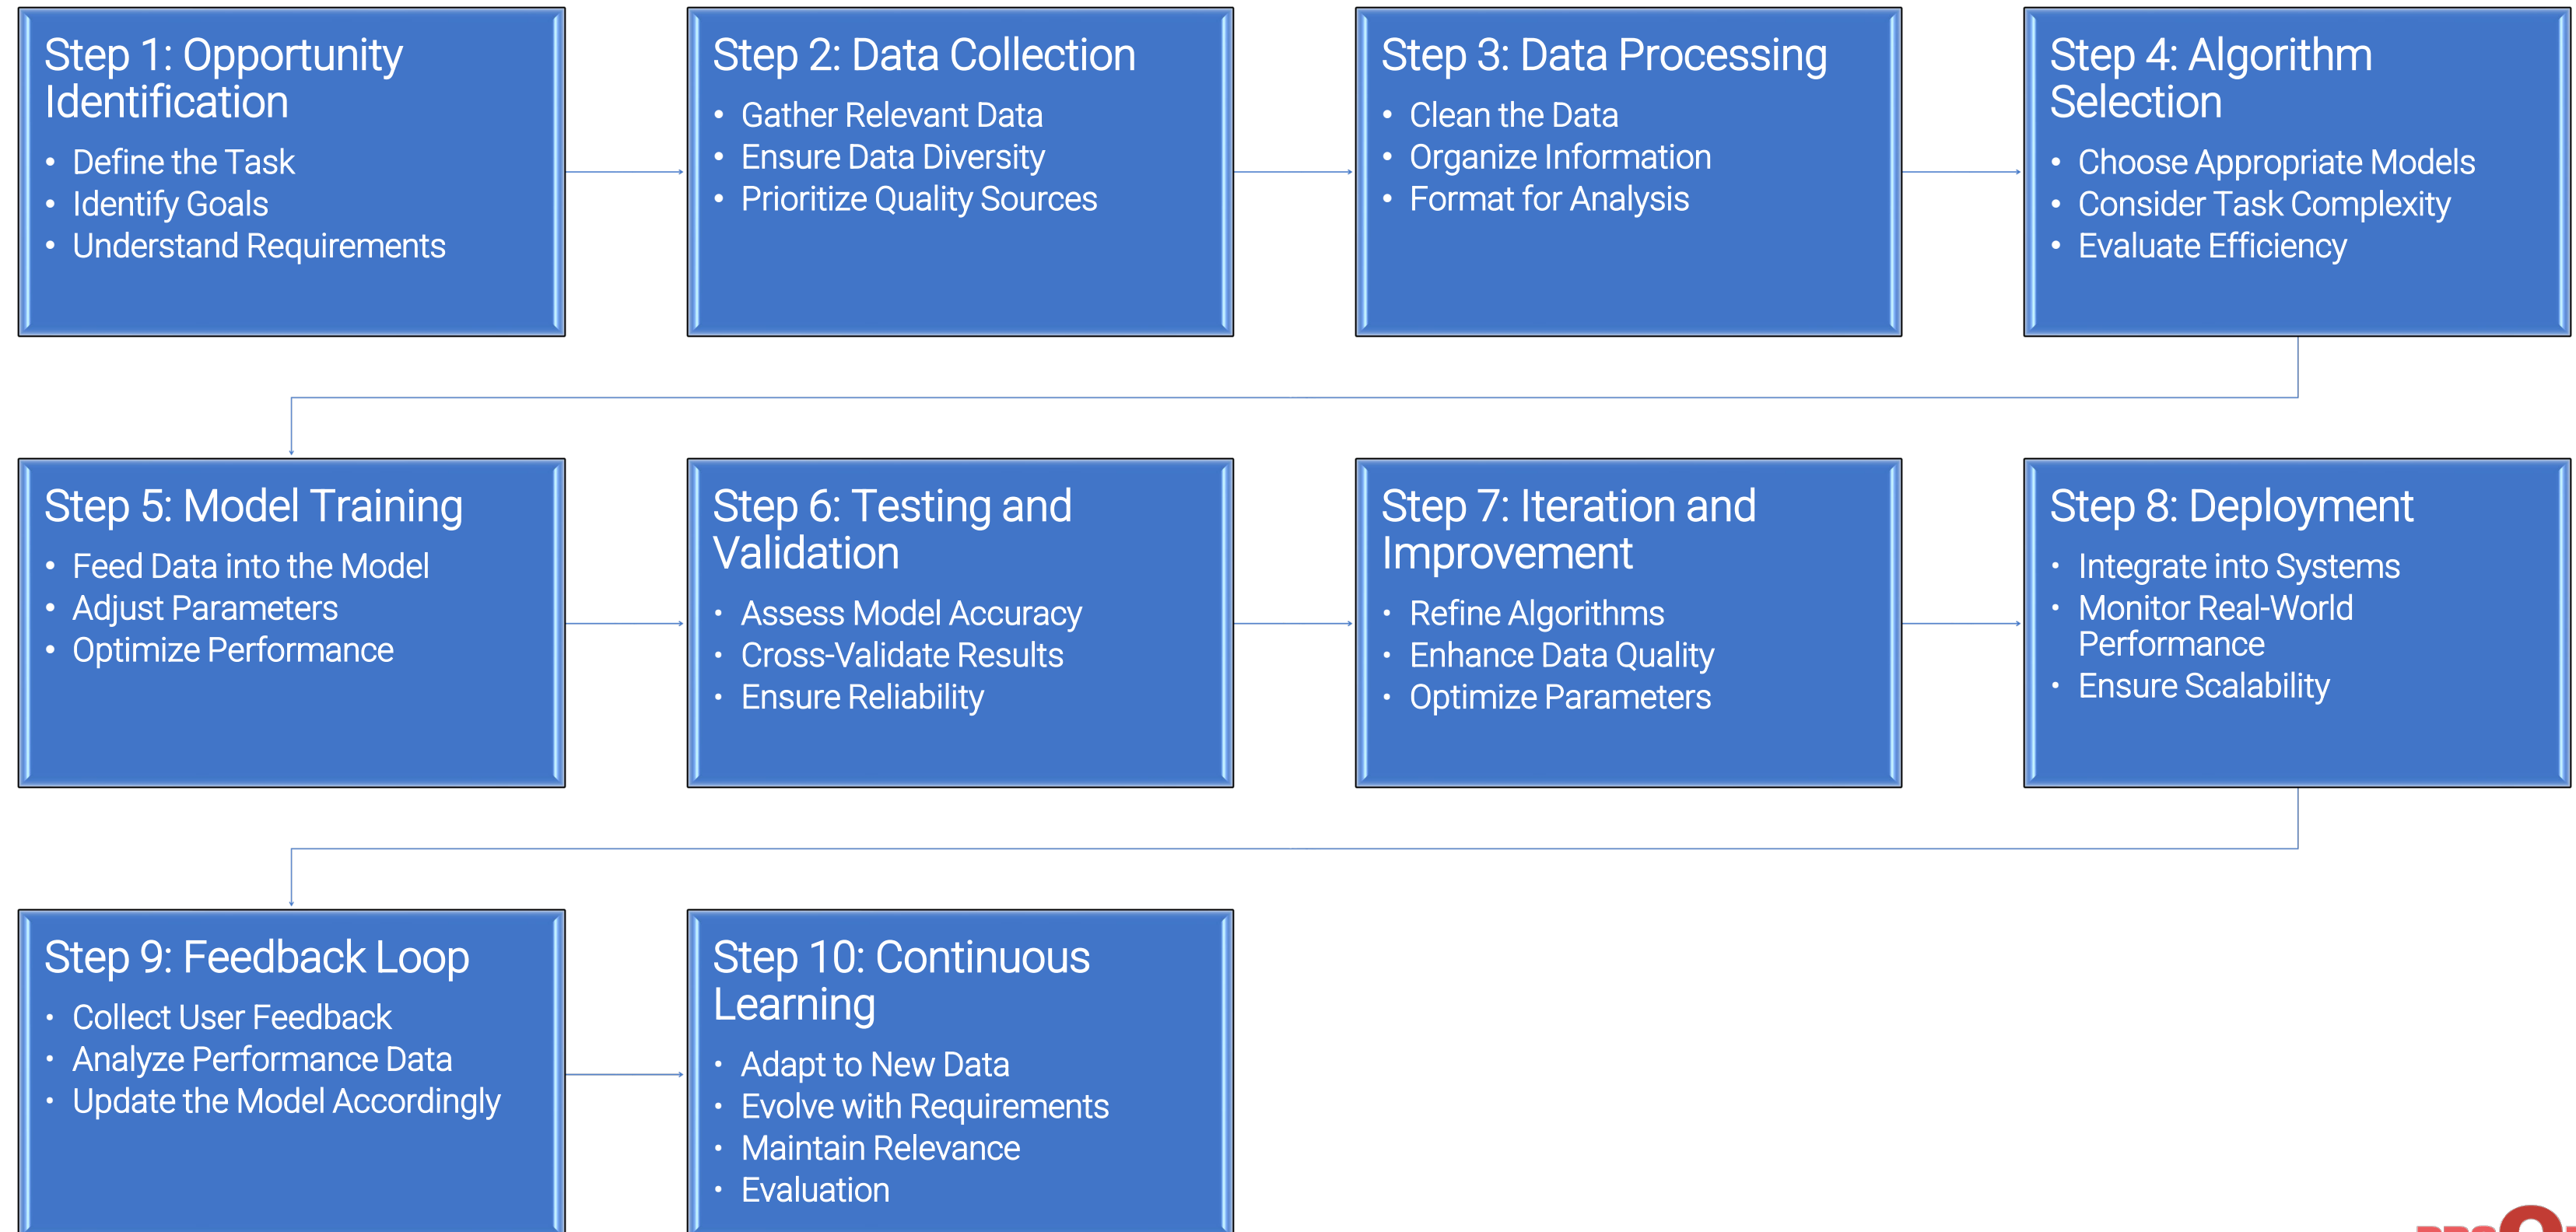 Step 1: Opportunity
Identification
• Define the Task
• Identify Goals
• Understand Requirements
Step 2: Data Collection
• Gather Relevant Data
• Ensure Data Diversity
• Prioritize Quality Sources
Step 3: Data Processing
• Clean the Data
• Organize Information
• Format for Analysis
Step 4: Algorithm
Selection
• Choose Appropriate Models
• Consider Task Complexity
• Evaluate Efficiency
Step 5: Model Training
• Feed Data into the Model
• Adjust Parameters
• Optimize Performance
Step 6: Testing and
Validation
• Assess Model Accuracy
• Cross-Validate Results
• Ensure Reliability
Step 7: Iteration and
Improvement
• Refine Algorithms
• Enhance Data Quality
• Optimize Parameters
Step 8: Deployment
• Integrate into Systems
• Monitor Real-World
Performance
• Ensure Scalability
Step 9: Feedback Loop
• Collect User Feedback
• Analyze Performance Data
• Update the Model Accordingly
Step 10: Continuous
Learning
• Adapt to New Data
• Evolve with Requirements
• Maintain Relevance
• Evaluation